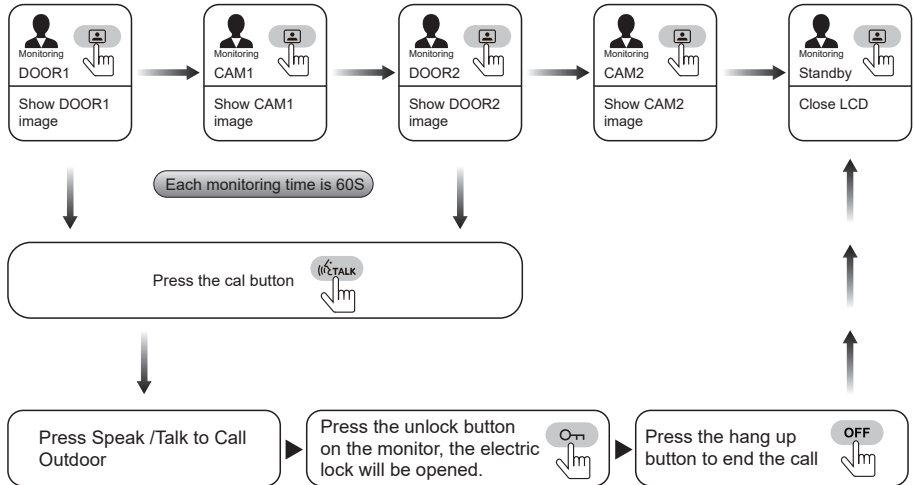 Monitoring
DOOR1
Show DOOR1
image
Monitoring
CAM1
Show CAM1
image
Monitoring
DOOR2
Show DOOR2
image
Monitoring
CAM2
Show CAM2
image
Monitoring
Standby
Close LCD
Each monitoring time is 60S
Press the cal button
TALK
Press Speak /Talk to Call
Outdoor
Press the unlock button
on the monitor, the electric
lock will be opened.
Press the hang up
button to end the call
OFF